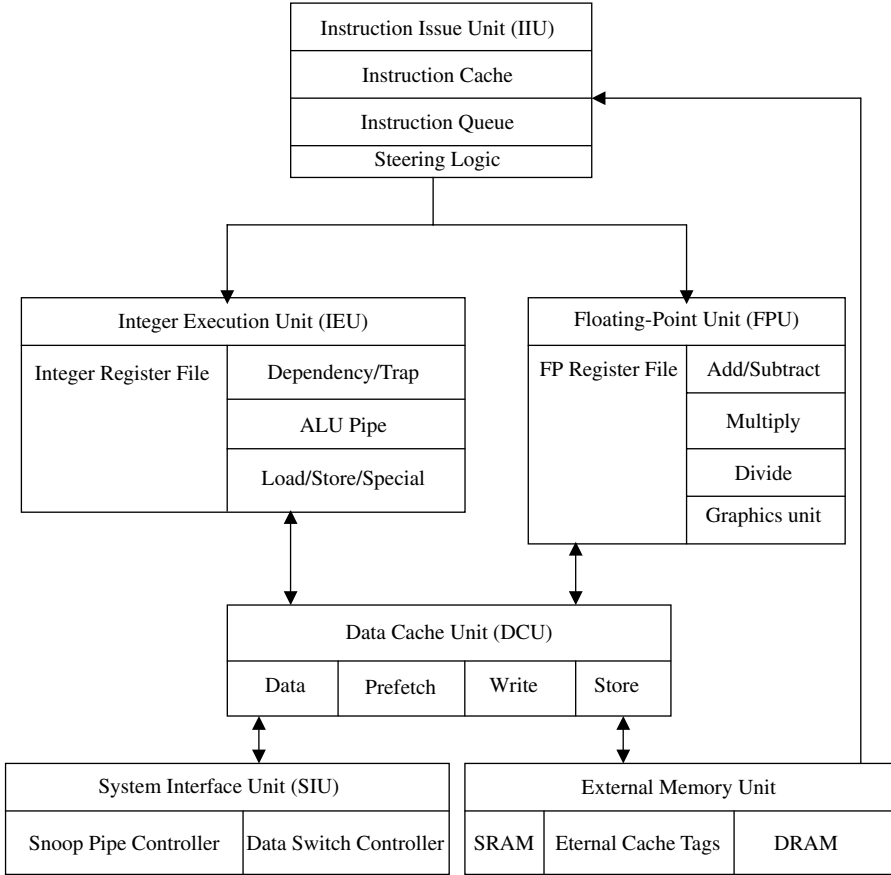 Instruction Issue Unit (IIU)
Instruction Cache
Instruction Queue
Steering Logic
Integer Execution Unit (IEU)
Integer Register File
Dependency/Trap
ALU Pipe
Load/Store/Special
Floating-Point Unit (FPU)
FP Register File
Add/Subtract
Multiply
Divide
Graphics unit
Data Cache Unit (DCU)
Data
Prefetch
Write
Store
System Interface Unit (SIU)
Snoop Pipe Controller
Data Switch Controller
External Memory Unit
SRAM
Eternal Cache Tags
DRAM